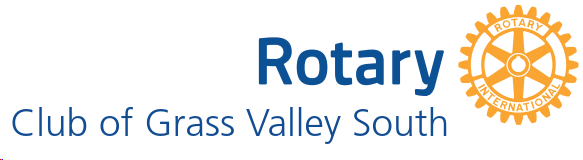 Rotary
Club of Grass Valley South
ROTARY
INTERNATIONAL